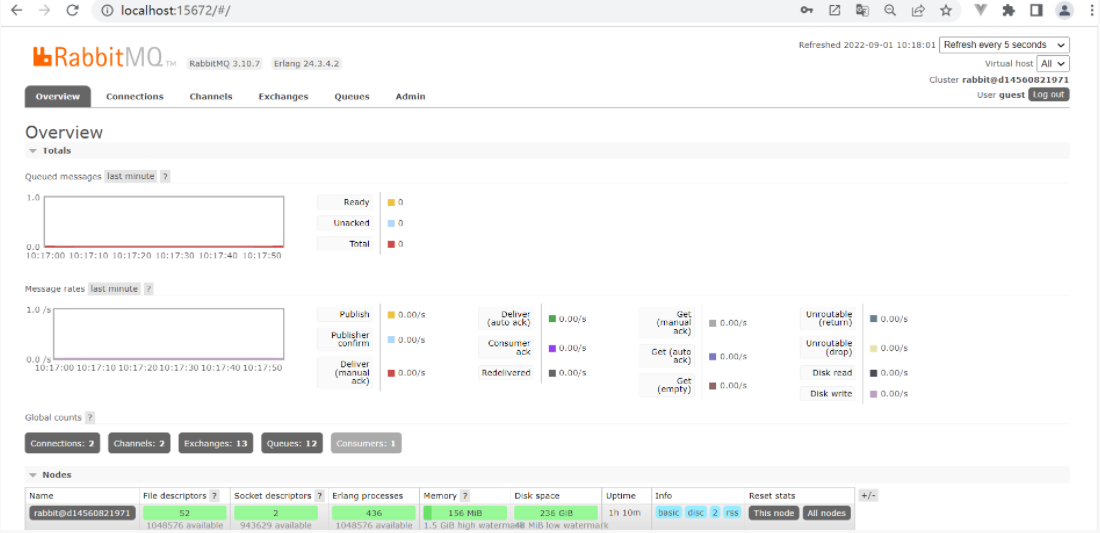 localhost:15672/#/
Refreshed 2022-09-01 10:18:01 Refresh every 5 seconds
RabbitMQ TM RabbitMQ 3.10.7 Erlang 24.3.4.2
Virtual host All
Cluster rabbit@d14560821971
User guest Log out
Overview Connections Channels Exchanges Queues Admin
Overview
Totals
Queued messages last minute ?
1.0
0.0
10:17:00 10:17:10 10:17:20 10:17:30 10:17:40 10:17:50
Ready 0
Unacked 0
Total 0
Message rates last minute ?
1.0 /s
0.0 /s
10:17:00 10:17:10 10:17:20 10:17:30 10:17:40 10:17:50
Publish 0.00/s
Publisher
confirm 0.00/s
Deliver
(manual
ack) 0.00/s
Deliver
(auto ack) 0.00/s
Consumer
ack 0.00/s
Redelivered 0.00/s
Get
(manual
ack) 0.00/s
Get (auto
ack) 0.00/s
Get
(empty) 0.00/s
Unroutable
(return) 0.00/s
Unroutable
(drop) 0.00/s
Disk read 0.00/s
Disk write 0.00/s
Global counts ?
Connections: 2 Channels: 2 Exchanges: 13 Queues: 12 Consumers: 1
Nodes
Name File descriptors ? Socket descriptors ? Erlang processes Memory ? Disk space Uptime Info Reset stats +/-
rabbit@d14560821971 52 2 436 156 MiB 236 GiB 1h 10m basic disc 2 rss This node All nodes
1048576 available 943629 available 1048576 available 1.5 GiB high watermark 48 MiB low watermark